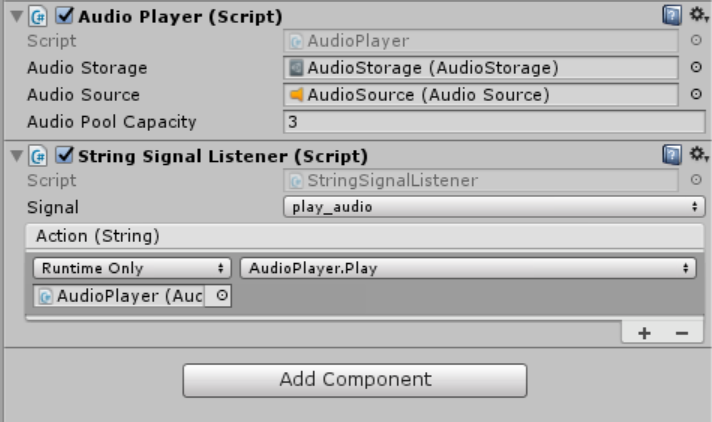 Audio Player (Script)
Script AudioPlayer
Audio Storage AudioStorage (AudioStorage)
Audio Source AudioSource (Audio Source)
Audio Pool Capacity 3
String Signal Listener (Script)
Script StringSignalListener
Signal play_audio
Action (String)
Runtime Only AudioPlayer.Play
AudioPlayer (Auc
Add Component